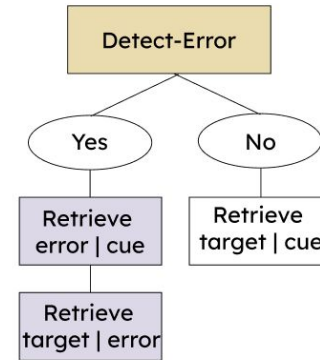 Detect-Error
Yes
No
Retrieve
error | cue
Retrieve
target | cue
Retrieve
target | error